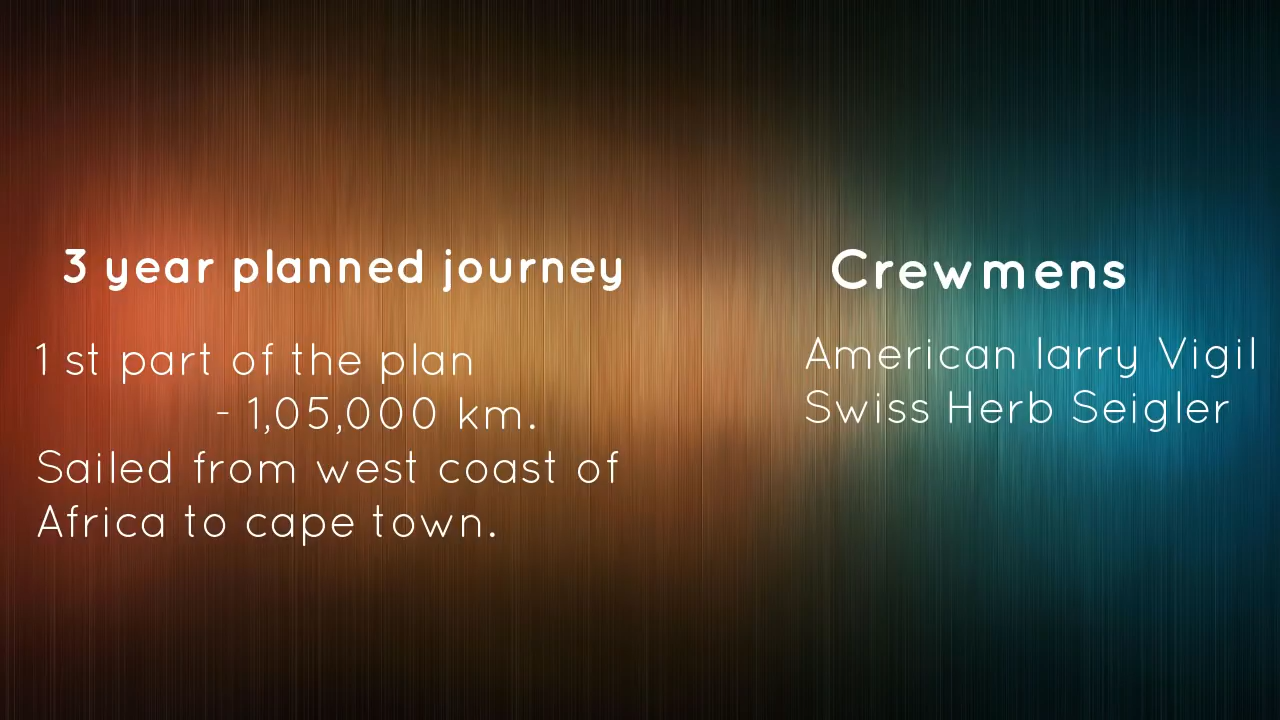 3 year planned journey
1 st part of the plan
- 1,05,000 km.
Sailed from west coast of
Africa to cape town.
Crewmens
American larry Vigil
Swiss Herb Seigler